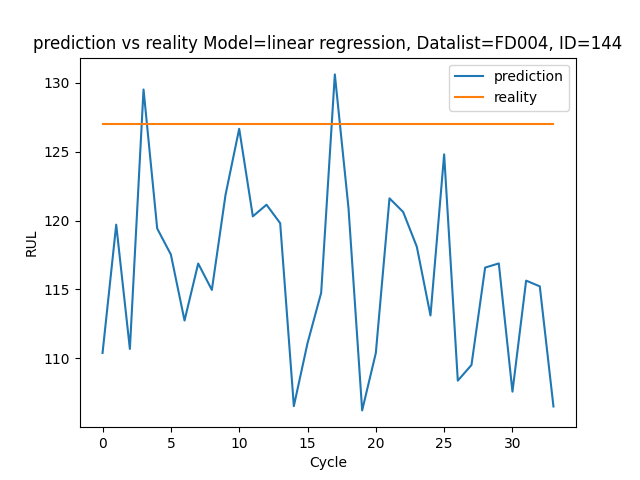 prediction vs reality Model=linear regression, Datalist=FD004, ID=144
prediction
reality
130
125
120
115
110
RUL
0 5 10 15 20 25 30
Cycle